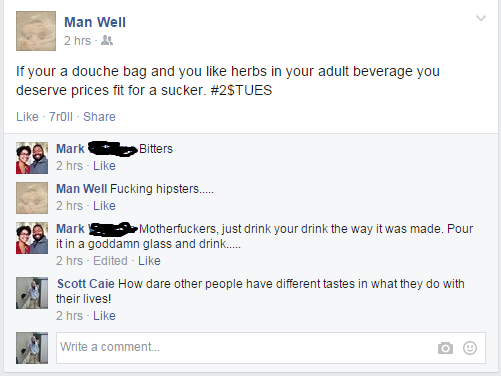 Man Well
2 hrs ·
If your a douche bag and you like herbs in your adult beverage you
deserve prices fit for a sucker. #2$TUES
Like · 7r0ll · Share
Mark Bitters
2 hrs · Like
Man Well Fucking hipsters.....
2 hrs · Like
Mark Motherfuckers, just drink your drink the way it was made. Pour
it in a goddamn glass and drink.....
2 hrs · Edited · Like
Scott Caie How dare other people have different tastes in what they do with
their lives!
2 hrs · Like
Write a comment...